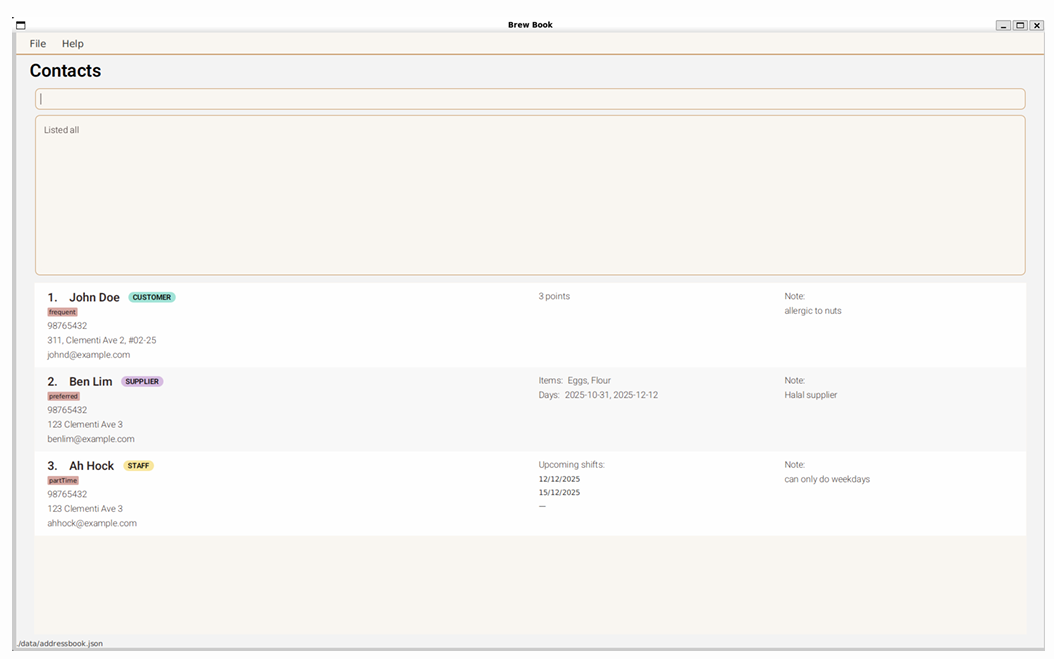 Brew Book
File Help
Contacts
Listed all
1. John Doe CUSTOMER
frequent
98765432
311, Clementi Ave 2, #02-25
johnd@example.com
3 points
Note:
allergic to nuts
2. Ben Lim SUPPLIER
preferred
98765432
123 Clementi Ave 3
benlim@example.com
Items: Eggs, Flour
Days: 2025-10-31, 2025-12-12
Note:
Halal supplier
3. Ah Hock STAFF
partTime
98765432
123 Clementi Ave 3
ahhock@example.com
Upcoming shifts:
12/12/2025
15/12/2025
—
Note:
can only do weekdays
./data/addressbook.json